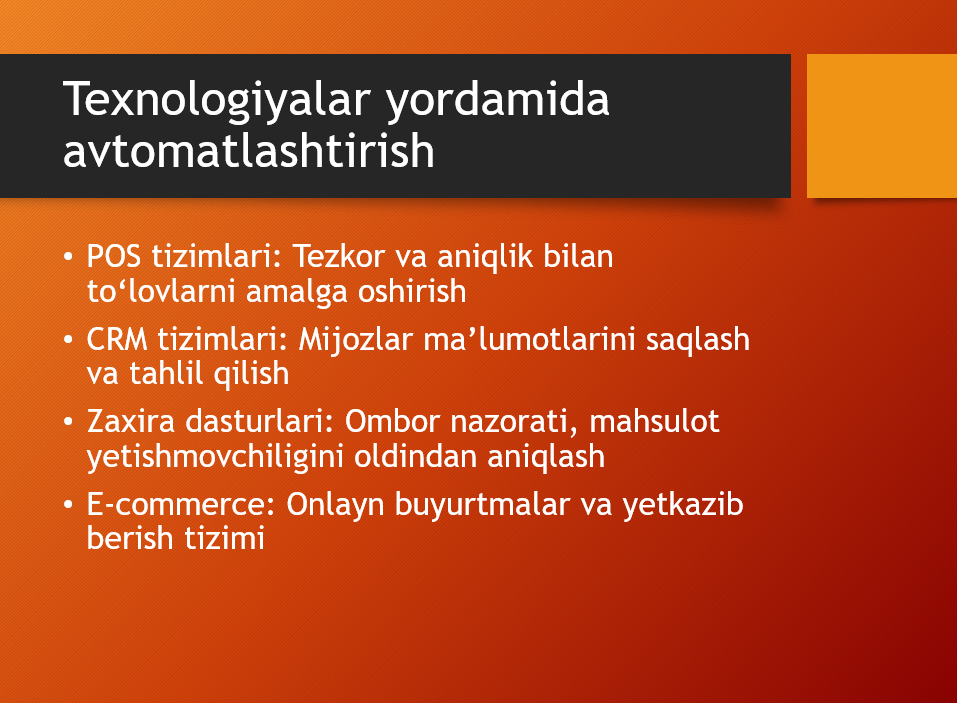 Texnologiyalar yordamida
avtomatlashtirish
• POS tizimlari: Tezkor va aniqlik bilan
to‘lovlarni amalga oshirish
• CRM tizimlari: Mijozlar ma’lumotlarini saqlash
va tahlil qilish
• Zaxira dasturlari: Ombor nazorati, mahsulot
yetishmovchiligini oldindan aniqlash
• E-commerce: Onlayn buyurtmalar va yetkazib
berish tizimi